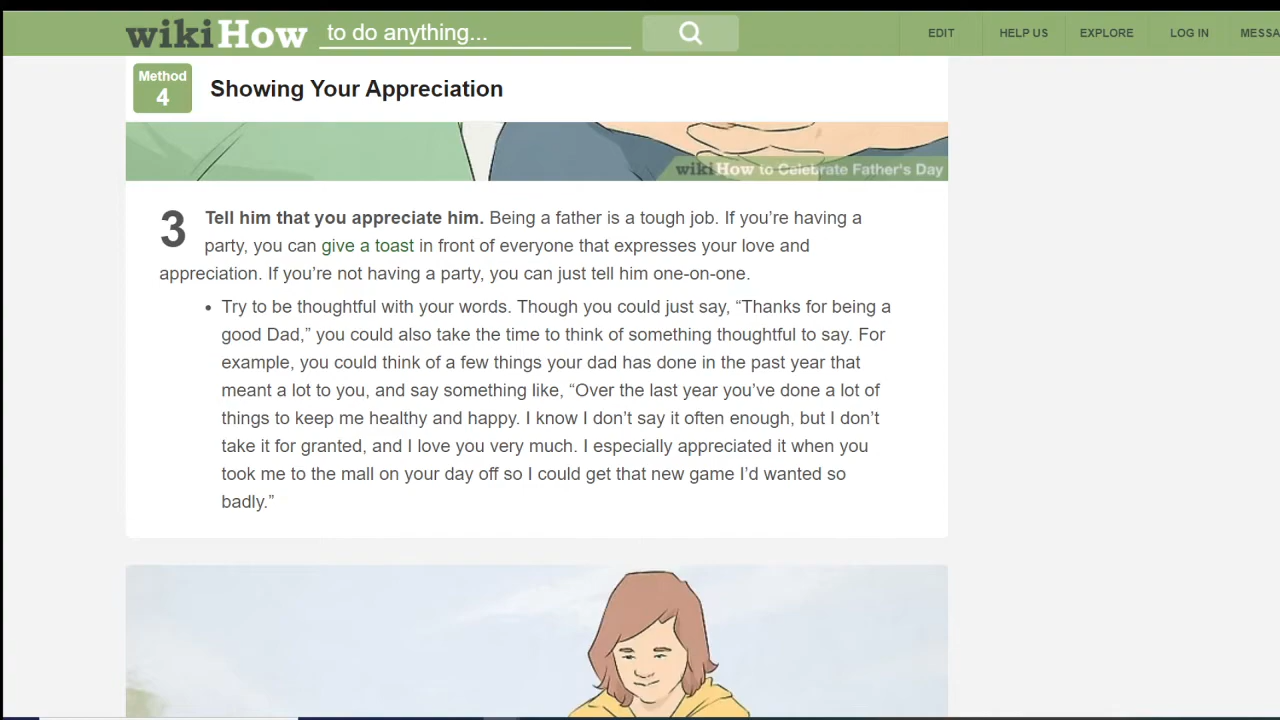 wikiHow to do anything... EDIT HELP US EXPLORE LOG IN MESSA
Method
4
Showing Your Appreciation
wikiHow to Celebrate Father's Day
3 Tell him that you appreciate him. Being a father is a tough job. If you’re having a
party, you can give a toast in front of everyone that expresses your love and
appreciation. If you’re not having a party, you can just tell him one-on-one.
• Try to be thoughtful with your words. Though you could just say, “Thanks for being a
good Dad,” you could also take the time to think of something thoughtful to say. For
example, you could think of a few things your dad has done in the past year that
meant a lot to you, and say something like, “Over the last year you’ve done a lot of
things to keep me healthy and happy. I know I don’t say it often enough, but I don’t
take it for granted, and I love you very much. I especially appreciated it when you
took me to the mall on your day off so I could get that new game I’d wanted so
badly.”